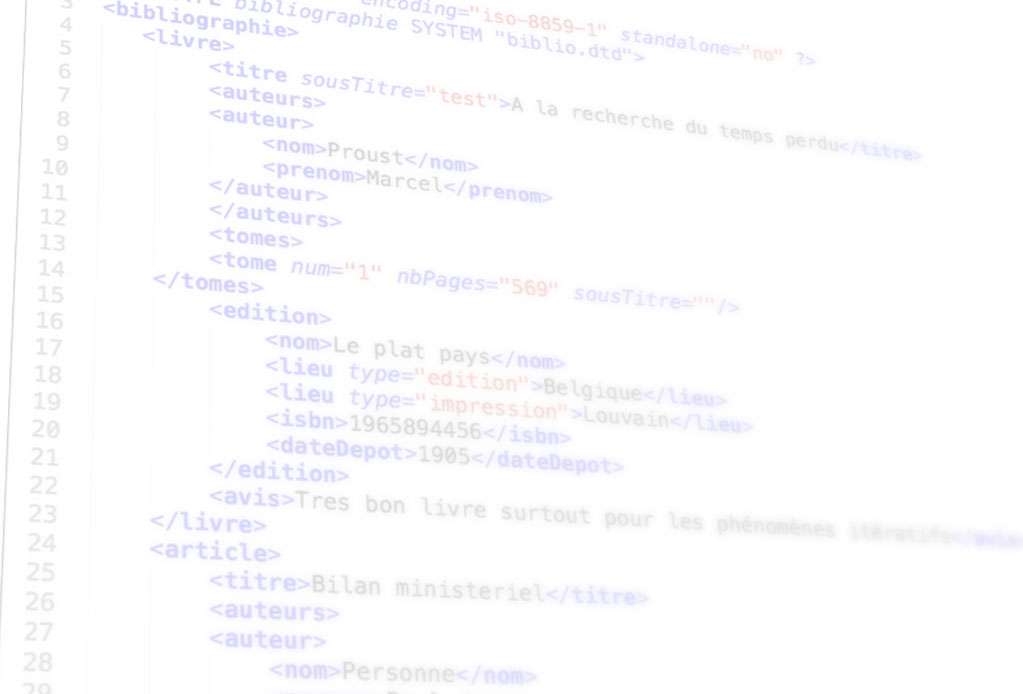 encoding="iso-8859-1" standalone="no" ?>
3 bibliographie SYSTEM "biblio.dtd">
4 <bibliographie>
5 <livre>
6 <titre sousTitre="test">A la recherche du temps perdu</titre>
7 <auteurs>
8 <auteur>
9 <nom>Proust</nom>
10 <prenom>Marcel</prenom>
11 </auteur>
12 </auteurs>
13 <tomes>
14 <tome num="1" nbPages="569" sousTitre=""/>
15 </tomes>
16 <edition>
17 <nom>Le plat pays</nom>
18 <lieu type="edition">Belgique</lieu>
19 <lieu type="impression">Louvain</lieu>
20 <isbn>1965894456</isbn>
21 <dateDepot>1905</dateDepot>
22 </edition>
23 <avis>Tres bon livre surtout pour les phénomènes itératifs</avis>
24 </livre>
25 <article>
26 <titre>Bilan ministeriel</titre>
27 <auteurs>
28 <auteur>
29 <nom>Personne</nom>